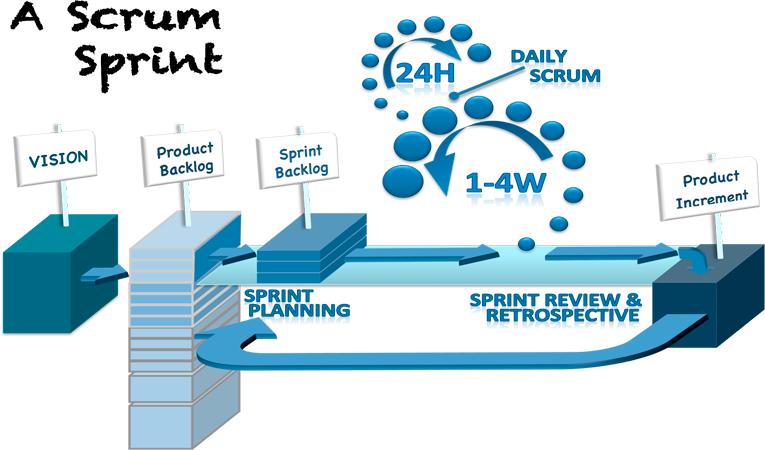 A Scrum
Sprint
24H
DAILY
SCRUM
1-4W
VISION
Product
Backlog
Sprint
Backlog
Product
Increment
SPRINT
PLANNING
SPRINT REVIEW &
RETROSPECTIVE